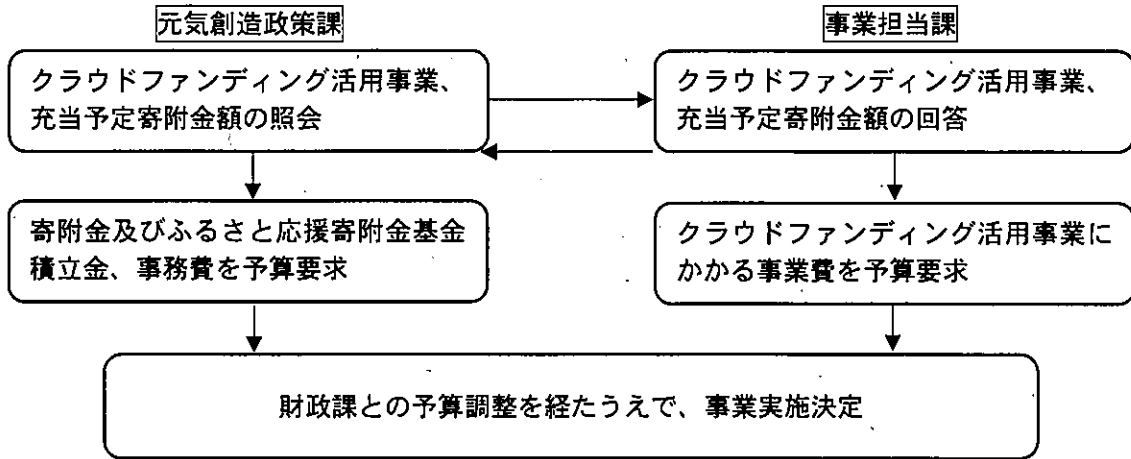 元気創造政策課
事業担当課
クラウドファンディング活用事業、
充当予定寄附金額の照会
クラウドファンディング活用事業、
充当予定寄附金額の回答
寄附金及びふるさと応援寄附金基金
積立金、事務費を予算要求
クラウドファンディング活用事業に
かかる事業費を予算要求
財政課との予算調整を経たうえで、事業実施決定